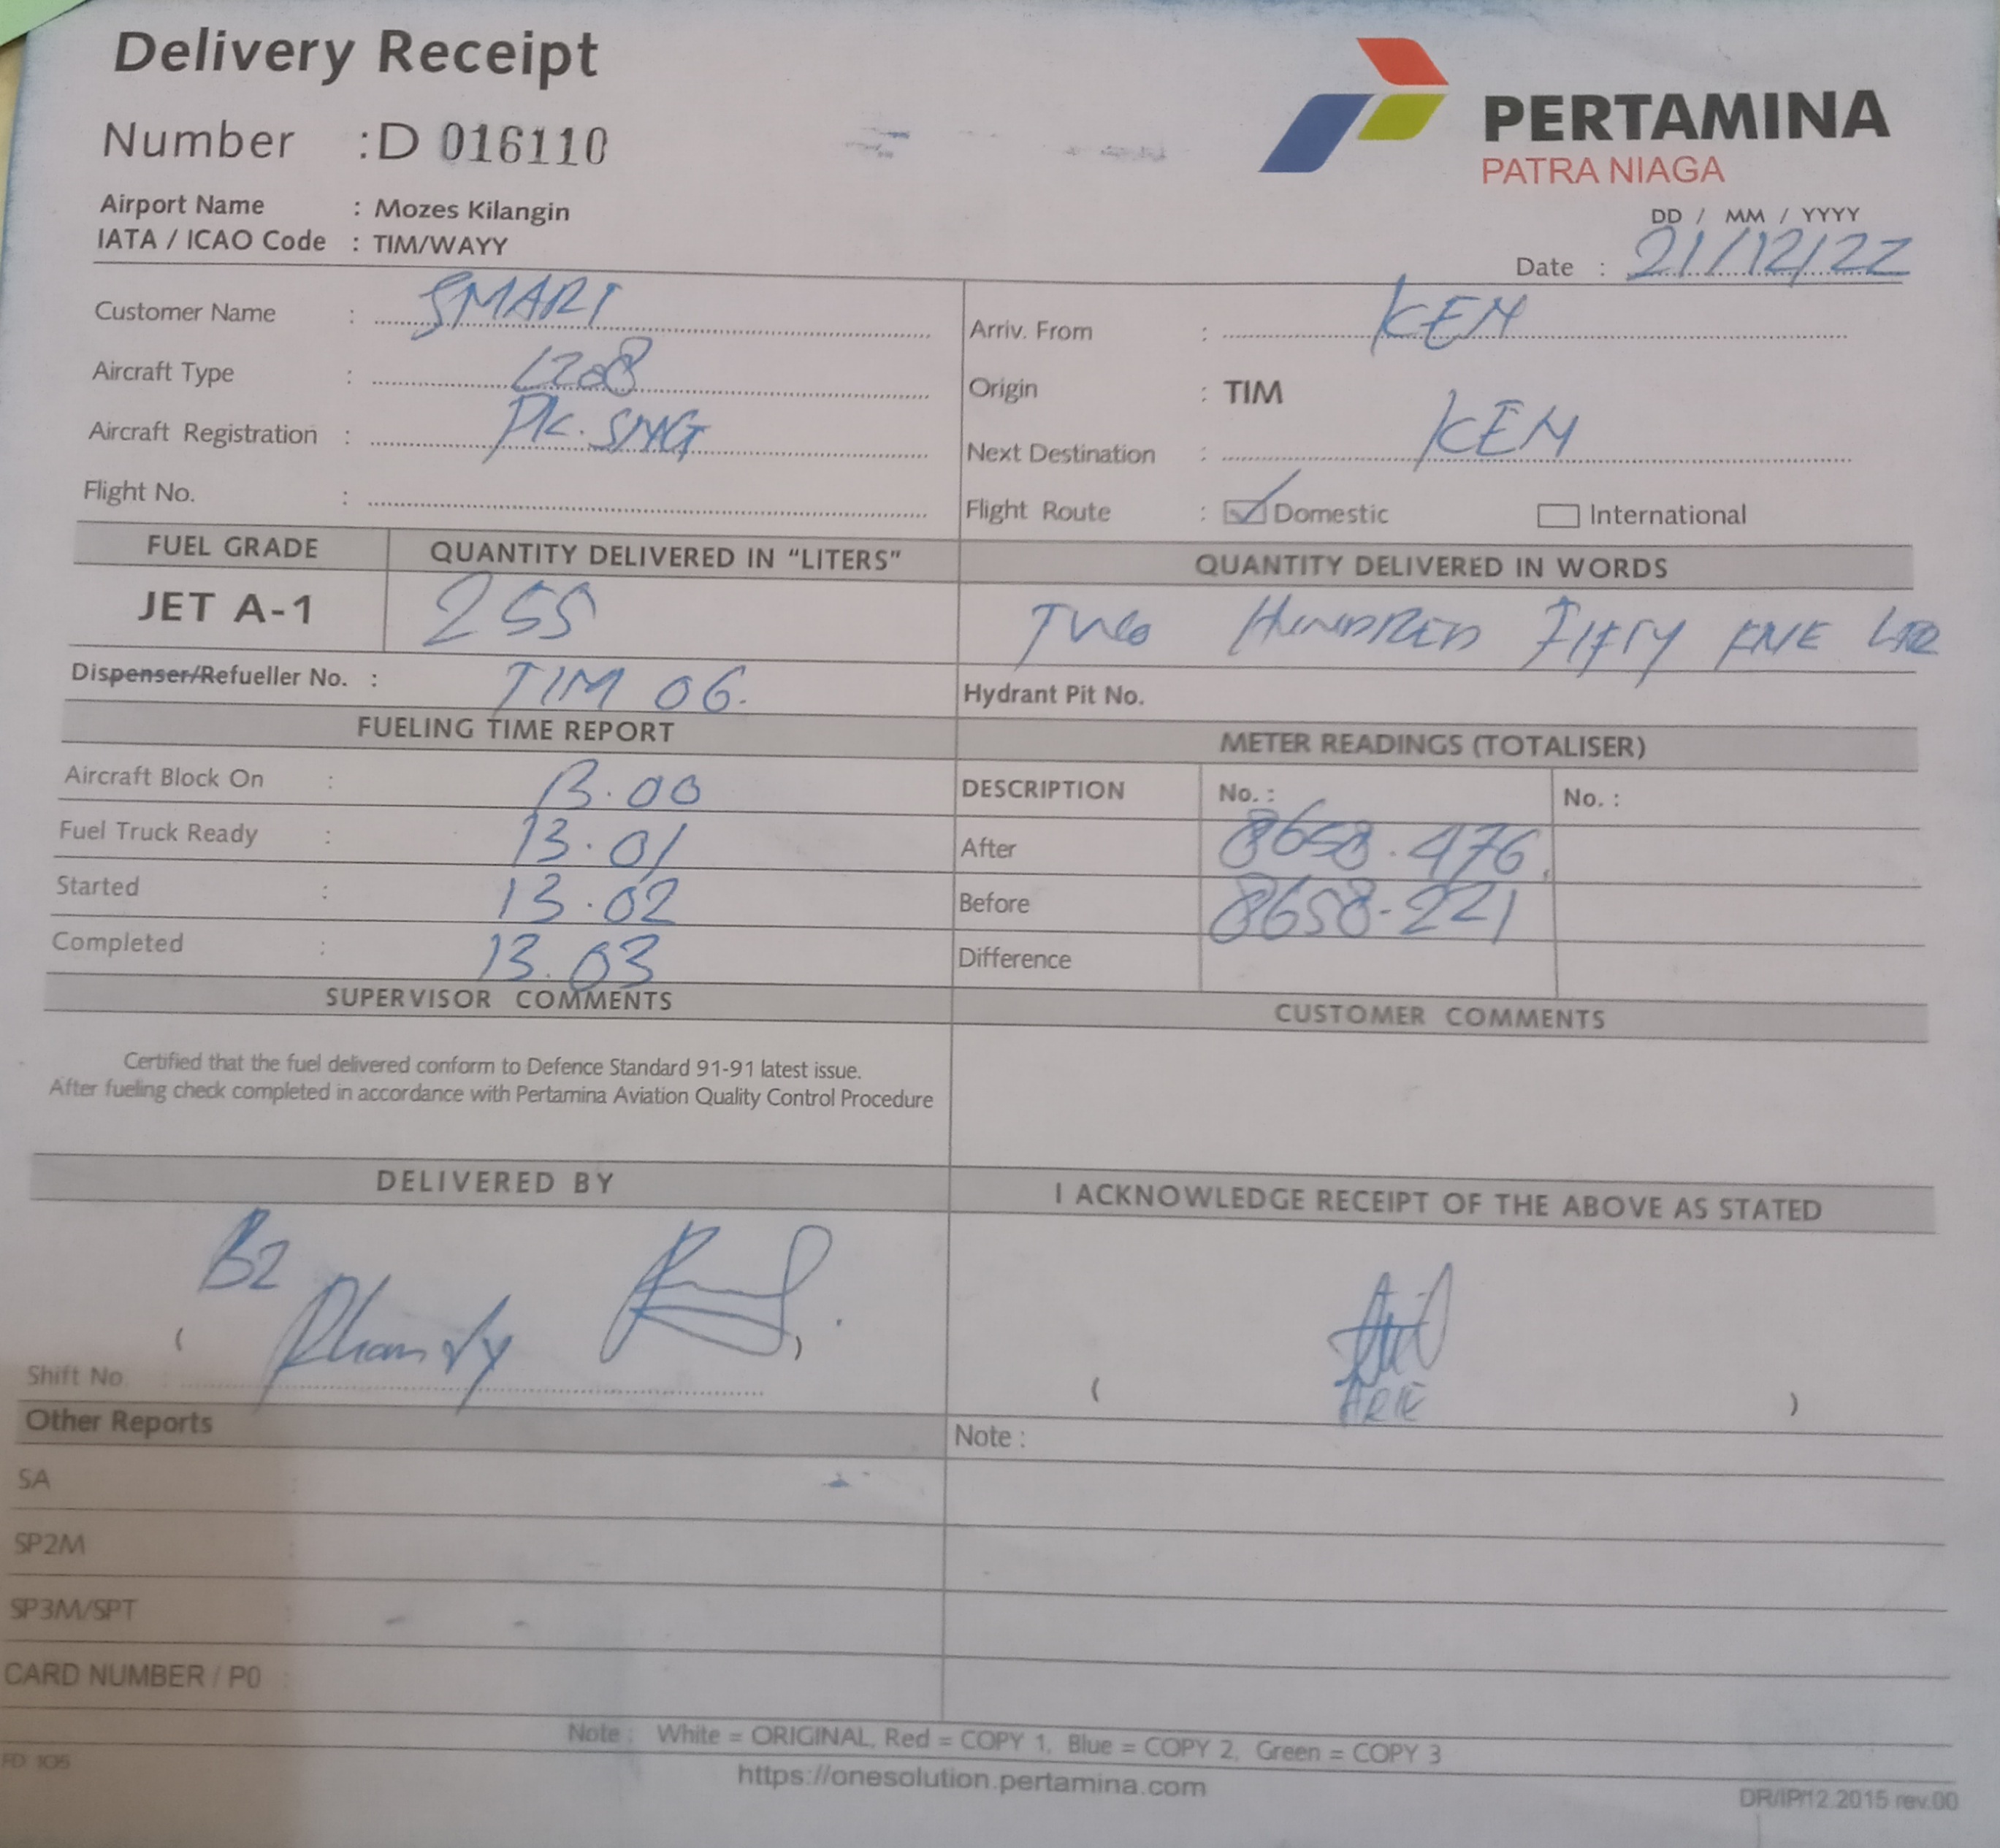 Delivery Receipt
Number : D 016110
PERTAMINA
PATRA NIAGA
Airport Name : Mozes Kilangin
IATA / ICAO Code : TIM/WAYY
DD / MM / YYYY
Date : 21/12/22
Customer Name : SMART
Arriv. From : KEM
Aircraft Type : C208
Origin : TIM
Aircraft Registration : PK.SNG
Next Destination : KEM
Flight No. :
Flight Route : Domestic International
FUEL GRADE QUANTITY DELIVERED IN “LITERS” QUANTITY DELIVERED IN WORDS
JET A-1 255 TWO HUNDRED FIFTY FIVE LTR
Dispenser/Refueller No. : TIM 06. Hydrant Pit No.
FUELING TIME REPORT METER READINGS (TOTALISER)
Aircraft Block On : 13.00 DESCRIPTION No. : No. :
Fuel Truck Ready : 13.01 After 8658.476
Started : 13.02 Before 8658-221
Completed : 13.03 Difference
SUPERVISOR COMMENTS CUSTOMER COMMENTS
Certified that the fuel delivered conform to Defence Standard 91-91 latest issue.
After fueling check completed in accordance with Pertamina Aviation Quality Control Procedure
DELIVERED BY I ACKNOWLEDGE RECEIPT OF THE ABOVE AS STATED
B2
Rhandy
( )
Shift No
( ARIE )
Other Reports Note :
SA
SP2M
SP3M/SPT
CARD NUMBER / PO
Note : White = ORIGINAL, Red = COPY 1, Blue = COPY 2, Green = COPY 3
FD 105 https://onesolution.pertamina.com
DR/IP/12.2015 rev.00